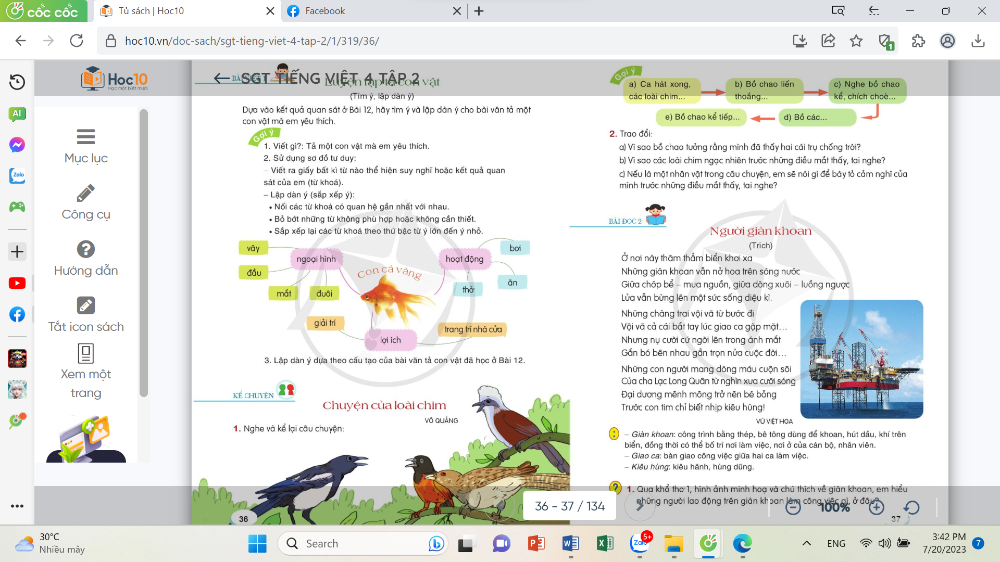 cốc cốc
Tủ sách | Hoc10
Facebook
hoc10.vn/doc-sach/sgt-tieng-viet-4-tap-2/1/319/36/
1
AI
Zalo
Hoc10
Học một biết mười
Mục lục
Công cụ
Hướng dẫn
Tắt icon sách
Xem một
trang
SGT TIẾNG VIỆT 4 TẬP 2
BÀI VIẾT 1
Luyện tập tả con vật
(Tìm ý, lập dàn ý)
Dựa vào kết quả quan sát ở Bài 12, hãy tìm ý và lập dàn ý cho bài văn tả một
con vật mà em yêu thích.
Gợi ý
1. Viết gì?: Tả một con vật mà em yêu thích.
2. Sử dụng sơ đồ tư duy:
– Viết ra giấy bất kì từ nào thể hiện suy nghĩ hoặc kết quả quan
sát của em (từ khoá).
– Lập dàn ý (sắp xếp ý):
• Nối các từ khoá có quan hệ gần nhất với nhau.
• Bỏ bớt những từ không phù hợp hoặc không cần thiết.
• Sắp xếp lại các từ khoá theo thứ bậc từ ý lớn đến ý nhỏ.
vây
ngoại hình
hoạt động
bơi
đầu
Con cá vàng
ăn
mắt
đuôi
thở
giải trí
trang trí nhà cửa
lợi ích
3. Lập dàn ý dựa theo cấu tạo của bài văn tả con vật đã học ở Bài 12.
KỂ CHUYỆN
Chuyện của loài chim
VÕ QUẢNG
1. Nghe và kể lại câu chuyện:
36
Gợi ý
a) Ca hát xong,
các loài chim...
b) Bồ chao liến
thoắng...
c) Nghe bồ chao
kể, chích choè...
e) Bồ chao kể tiếp...
d) Bồ các...
2. Trao đổi:
a) Vì sao bồ chao tưởng rằng mình đã thấy hai cái trụ chống trời?
b) Vì sao các loài chim ngạc nhiên trước những điều mắt thấy, tai nghe?
c) Nếu là một nhân vật trong câu chuyện, em sẽ nói gì để bày tỏ cảm nghĩ của
mình trước những điều mắt thấy, tai nghe?
BÀI ĐỌC 2
Người giàn khoan
(Trích)
Ở nơi này thăm thẳm biển khơi xa
Những giàn khoan vẫn nở hoa trên sóng nước
Giữa chớp bể – mưa nguồn, giữa dòng xuôi – luồng ngược
Lửa vẫn bừng lên một sức sống diệu kì.
Những chàng trai vội vã từ bước đi
Vội vã cả cái bắt tay lúc giao ca gặp mặt...
Nhưng nụ cười cứ ngời lên trong ánh mắt
Gắn bó bên nhau gần trọn nửa cuộc đời...
Những con người mang dòng máu cuộn sôi
Của cha Lạc Long Quân từ nghìn xưa cưỡi sóng
Đại dương mênh mông trở nên bé bỏng
Trước con tim chỉ biết nhịp kiêu hùng!
VŨ VIỆT HOA
– Giàn khoan: công trình bằng thép, bê tông dùng để khoan, hút dầu, khí trên
biển, đồng thời có thể bố trí nơi làm việc, nơi ở của cán bộ, nhân viên.
– Giao ca: bàn giao công việc giữa hai ca làm việc.
– Kiêu hùng: kiêu hãnh, hùng dũng.
1. Qua khổ thơ 1, hình ảnh minh hoạ và chú thích về giàn khoan, em hiểu
những người lao động trên giàn khoan làm công việc gì, ở đâu?
37
36 - 37 / 134
100%
30°C
Nhiều mây
Search
Zalo
5+
ENG
3:42 PM
7/20/2023
7